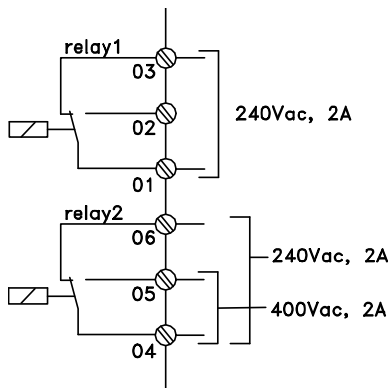 relay1
03
02
240Vac, 2A
01
relay2
06
240Vac, 2A
05
400Vac, 2A
04